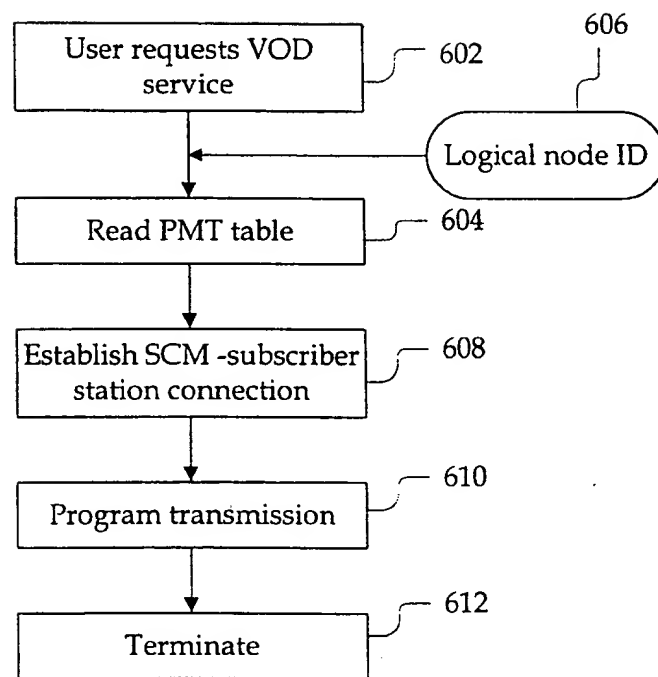 606
User requests VOD
service
602
Logical node ID
Read PMT table
604
Establish SCM -subscriber
station connection
608
Program transmission
610
Terminate
612